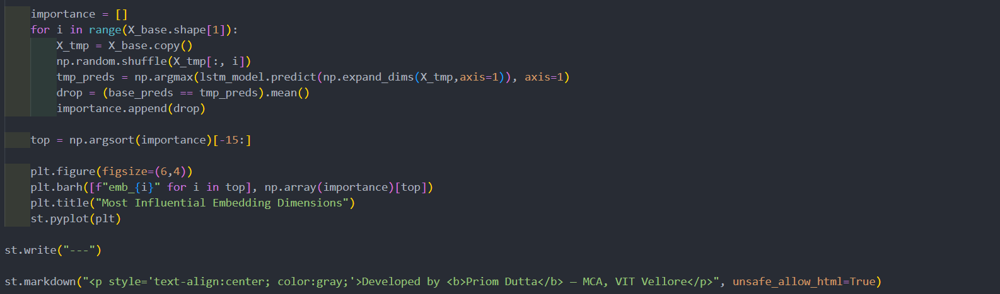 importance = []
for i in range(X_base.shape[1]):
X_tmp = X_base.copy()
np.random.shuffle(X_tmp[:, i])
tmp_preds = np.argmax(lstm_model.predict(np.expand_dims(X_tmp,axis=1)), axis=1)
drop = (base_preds == tmp_preds).mean()
importance.append(drop)
top = np.argsort(importance)[-15:]
plt.figure(figsize=(6,4))
plt.barh([f"emb_{i}" for i in top], np.array(importance)[top])
plt.title("Most Influential Embedding Dimensions")
st.pyplot(plt)
st.write("---")
st.markdown("<p style='text-align:center; color:gray;'>Developed by <b>Priom Dutta</b> — MCA, VIT Vellore</p>", unsafe_allow_html=True)